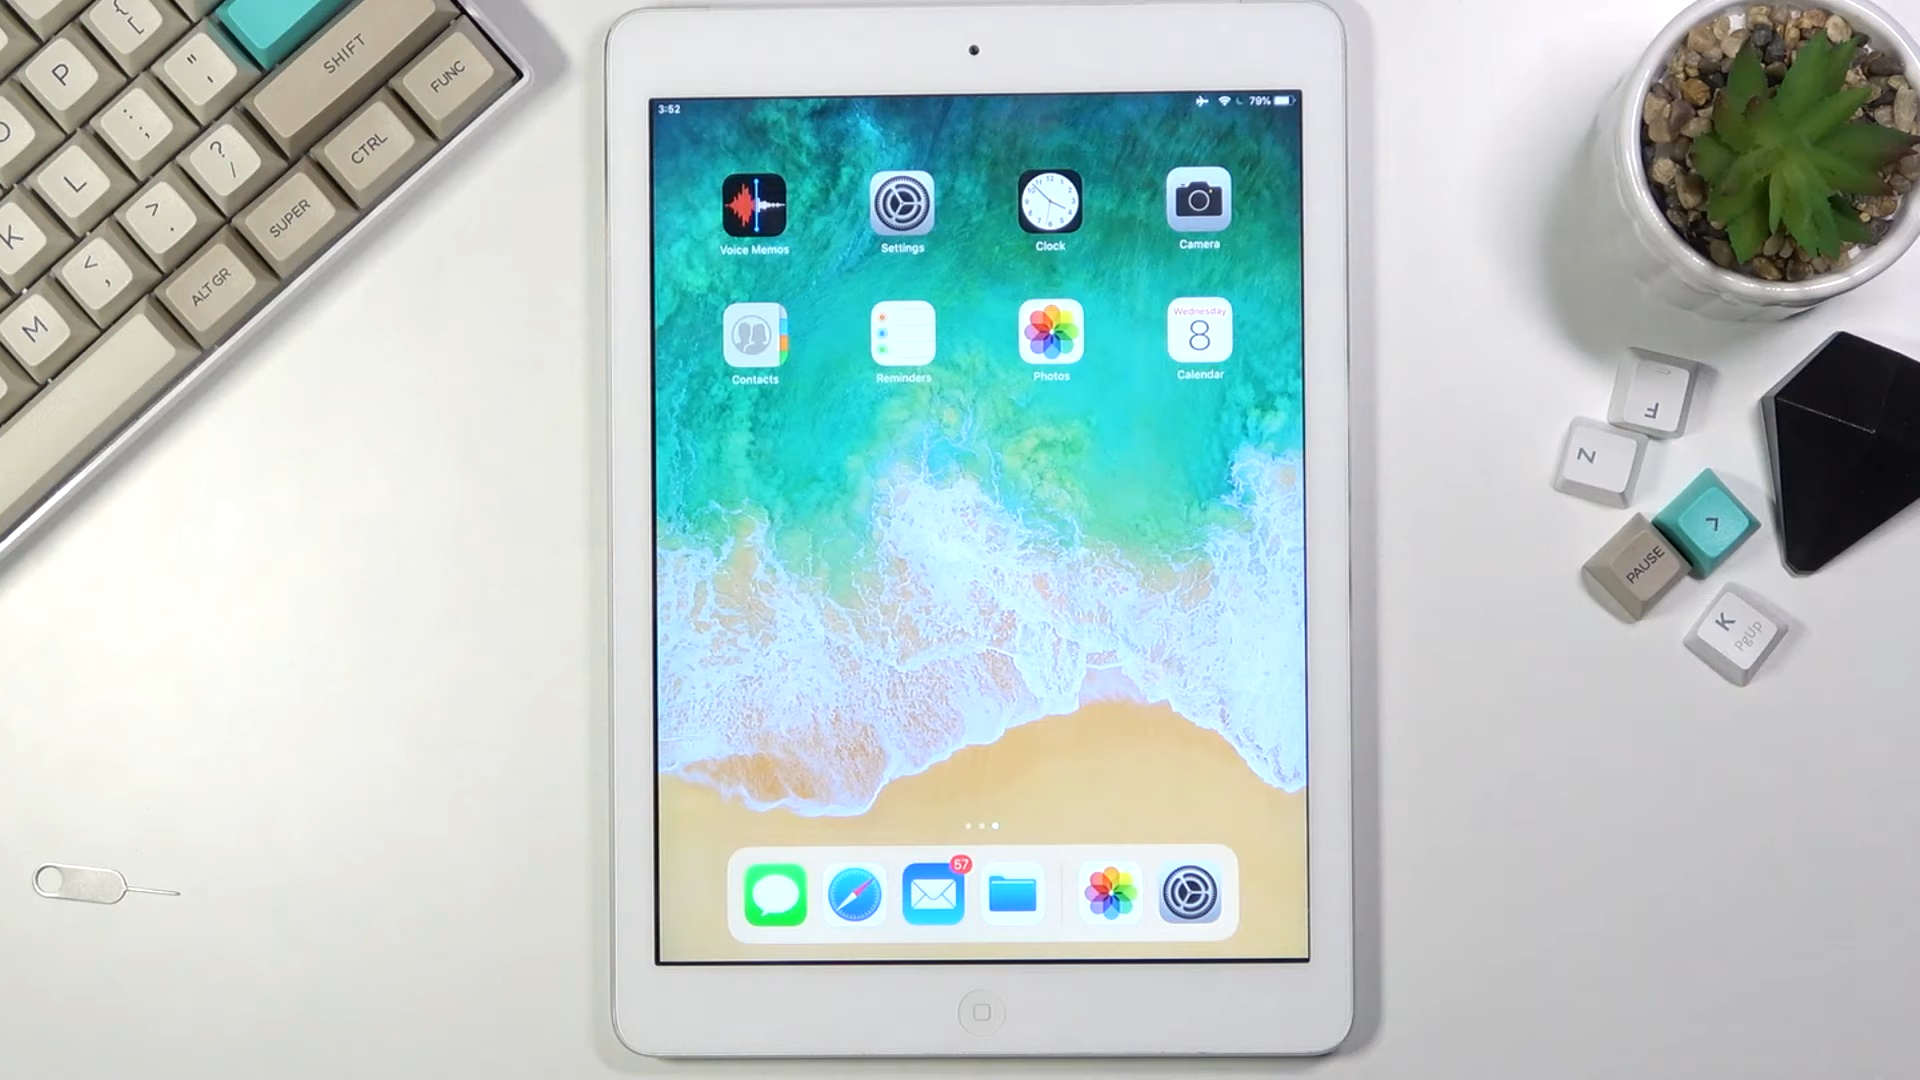 {
[
P
"
'
SHIFT
FUNC
O
:
;
?
/
CTRL
L
>
.
SUPER
K
<
,
ALT GR
M
3:52
79%
Voice Memos
Settings
Clock
Camera
Wednesday
8
Contacts
Reminders
Photos
Calendar
57
F
Z
PAUSE
K
PgUp